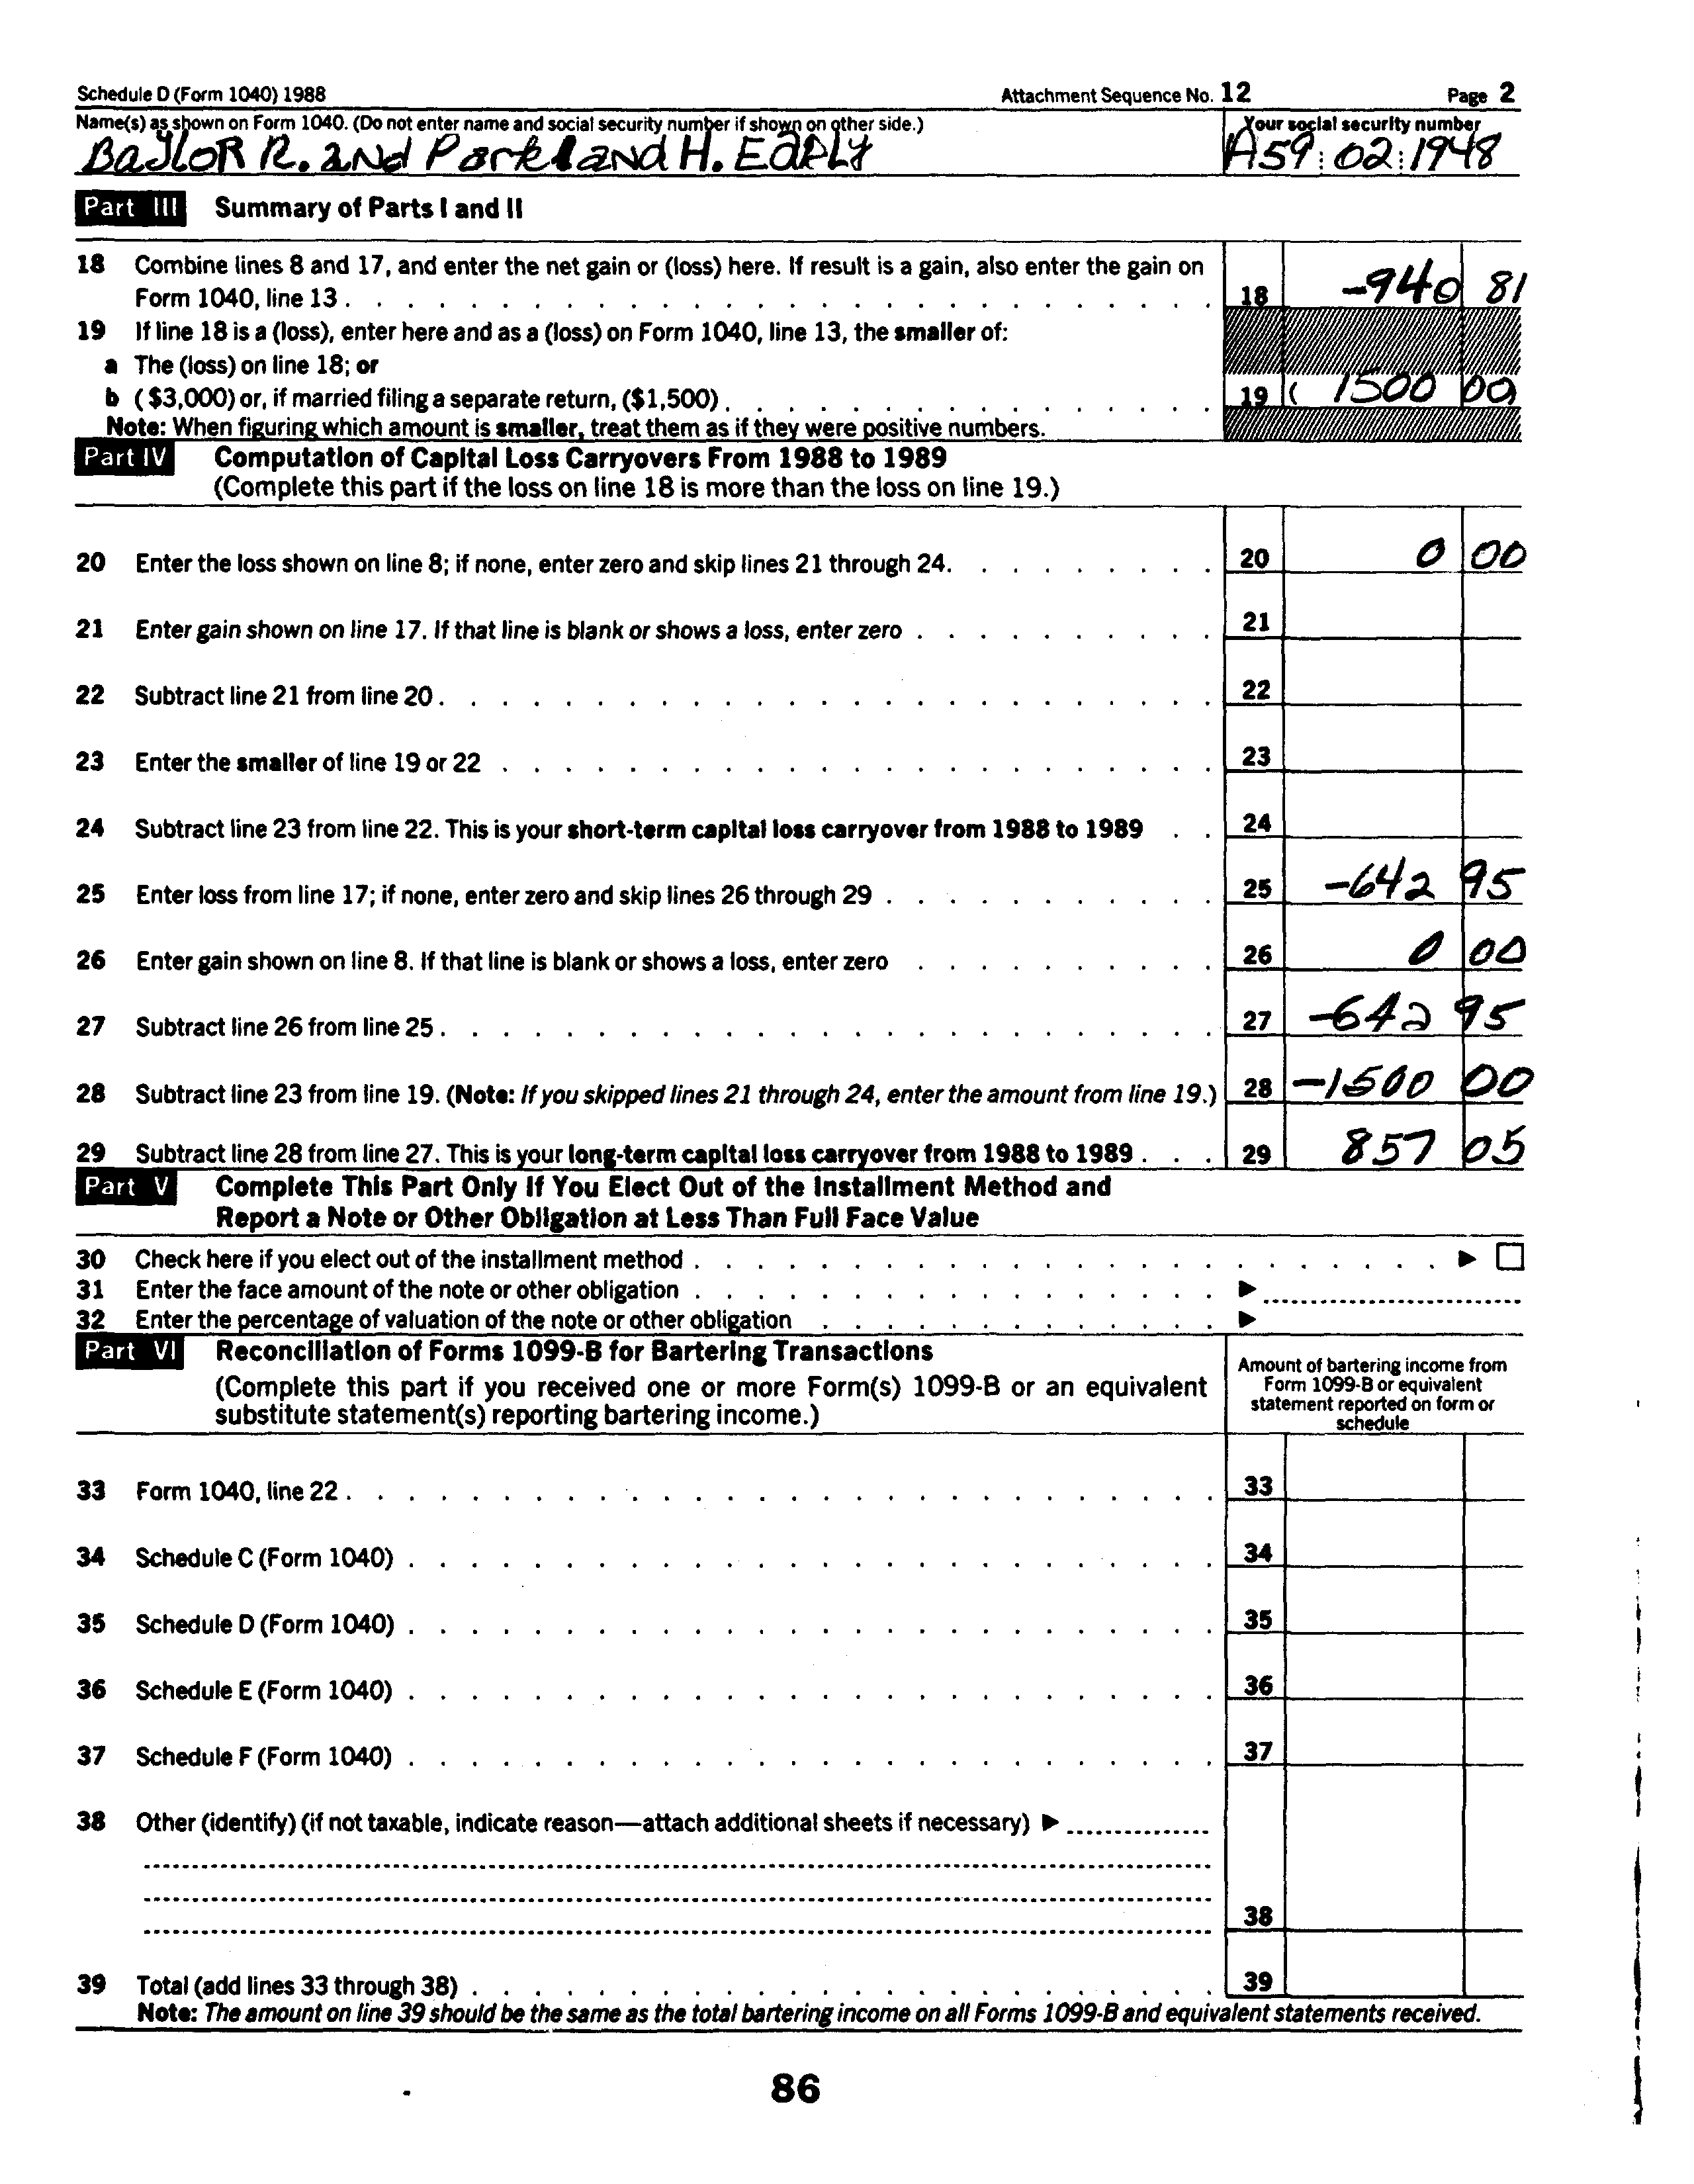 Schedule D (Form 1040) 1988 Attachment Sequence No. 12 Page 2
Name(s) as shown on Form 1040. (Do not enter name and social security number if shown on other side.) Your social security number
Baylor R. and Parkland H. Early A59 02 1948
Part III Summary of Parts I and II
18 Combine lines 8 and 17, and enter the net gain or (loss) here. If result is a gain, also enter the gain on
Form 1040, line 13 . . . 18 -940 81
19 If line 18 is a (loss), enter here and as a (loss) on Form 1040, line 13, the smaller of:
a The (loss) on line 18; or
b ($3,000) or, if married filing a separate return, ($1,500) . . . 19 ( 1500 00)
Note: When figuring which amount is smaller, treat them as if they were positive numbers.
Part IV Computation of Capital Loss Carryovers From 1988 to 1989
(Complete this part if the loss on line 18 is more than the loss on line 19.)
20 Enter the loss shown on line 8; if none, enter zero and skip lines 21 through 24. . . . 20 0 00
21 Enter gain shown on line 17. If that line is blank or shows a loss, enter zero . . . 21
22 Subtract line 21 from line 20 . . . 22
23 Enter the smaller of line 19 or 22 . . . 23
24 Subtract line 23 from line 22. This is your short-term capital loss carryover from 1988 to 1989 . . 24
25 Enter loss from line 17; if none, enter zero and skip lines 26 through 29 . . . 25 -642 95
26 Enter gain shown on line 8. If that line is blank or shows a loss, enter zero . . . 26 0 00
27 Subtract line 26 from line 25 . . . 27 -642 95
28 Subtract line 23 from line 19. (Note: If you skipped lines 21 through 24, enter the amount from line 19.) 28 -1500 00
29 Subtract line 28 from line 27. This is your long-term capital loss carryover from 1988 to 1989 . . . 29 857 05
Part V Complete This Part Only If You Elect Out of the Installment Method and
Report a Note or Other Obligation at Less Than Full Face Value
30 Check here if you elect out of the installment method . . . ▶ ☐
31 Enter the face amount of the note or other obligation . . . ▶
32 Enter the percentage of valuation of the note or other obligation . . . ▶
Part VI Reconciliation of Forms 1099-B for Bartering Transactions
(Complete this part if you received one or more Form(s) 1099-B or an equivalent
substitute statement(s) reporting bartering income.)
Amount of bartering income from
Form 1099-B or equivalent
statement reported on form or
schedule
33 Form 1040, line 22 . . . 33
34 Schedule C (Form 1040) . . . 34
35 Schedule D (Form 1040) . . . 35
36 Schedule E (Form 1040) . . . 36
37 Schedule F (Form 1040) . . . 37
38 Other (identify) (if not taxable, indicate reason—attach additional sheets if necessary) ▶
38
39 Total (add lines 33 through 38) . . . 39
Note: The amount on line 39 should be the same as the total bartering income on all Forms 1099-B and equivalent statements received.
86